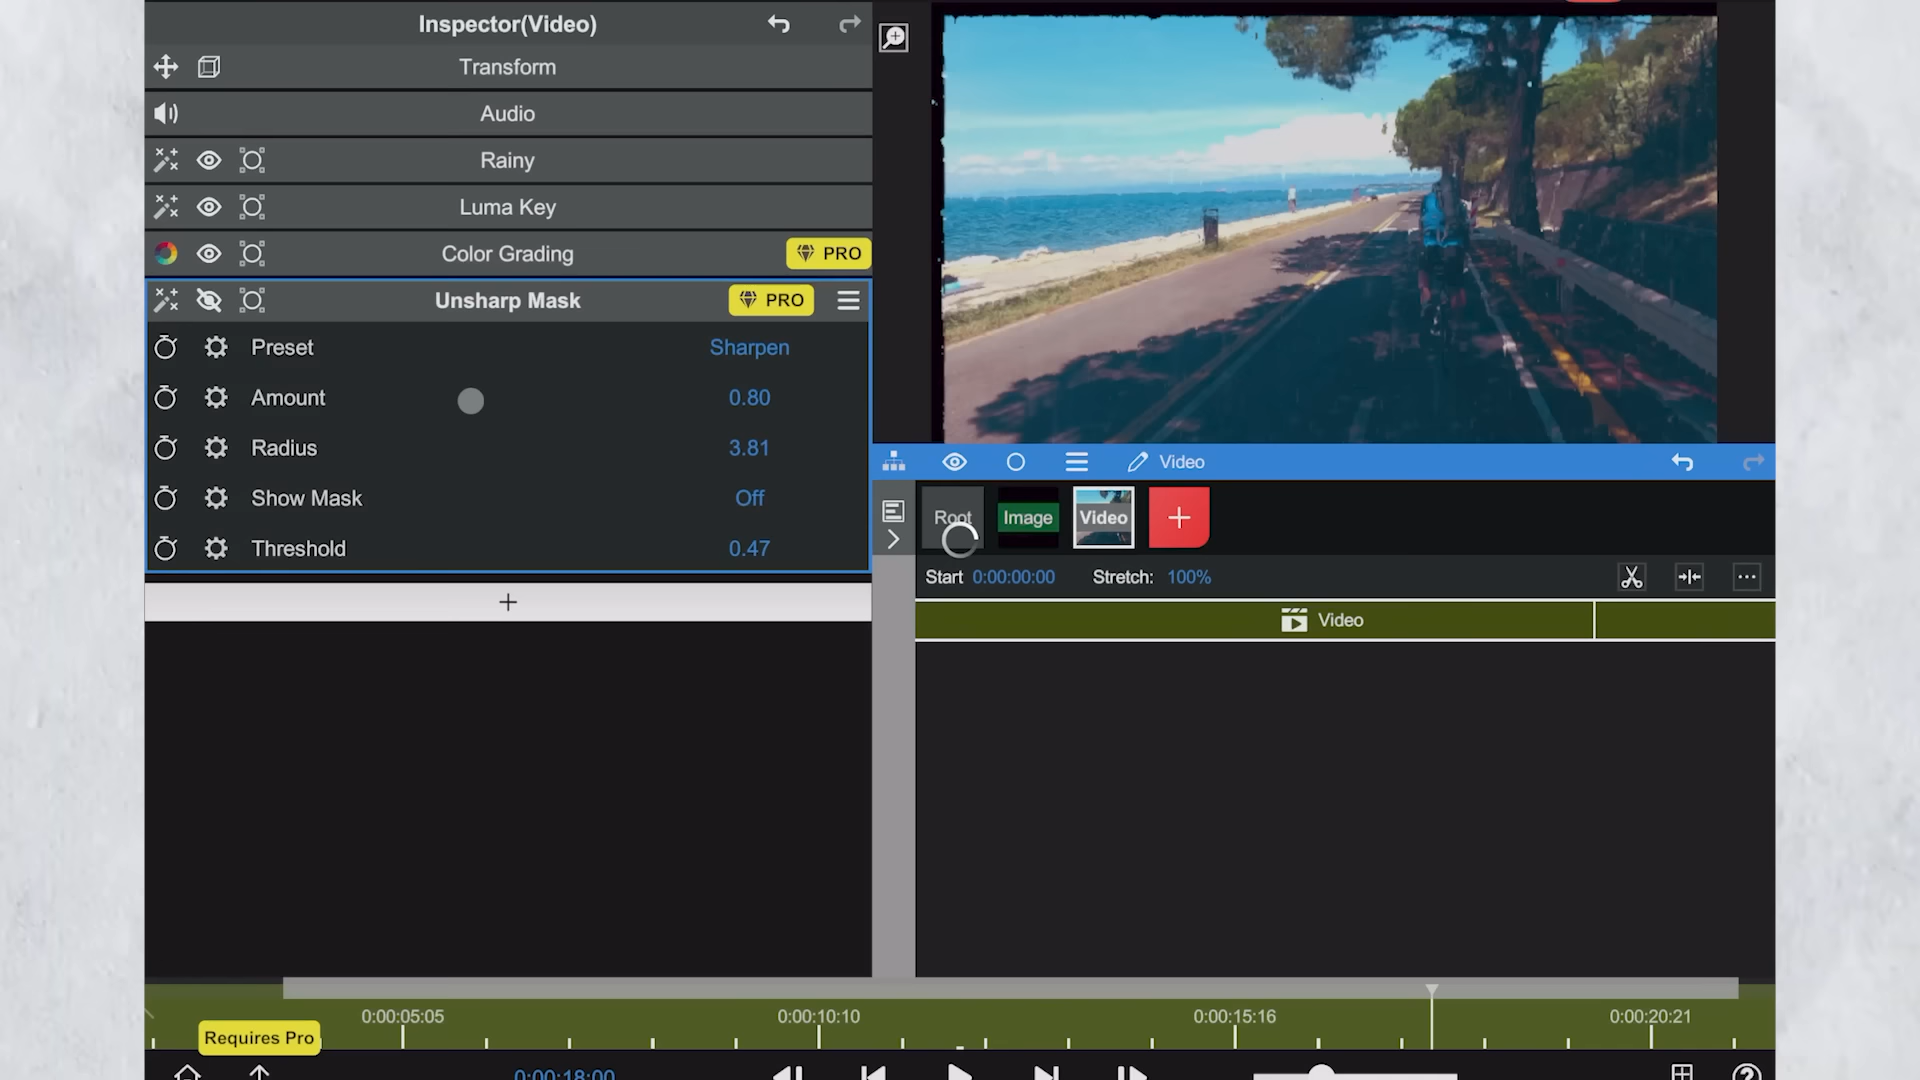 Inspector(Video)
Transform
Audio
Rainy
Luma Key
Color Grading PRO
Unsharp Mask PRO
Preset Sharpen
Amount 0.80
Radius 3.81
Show Mask Off
Threshold 0.47
+
Video
Root Image Video +
Start 0:00:00:00 Stretch: 100%
Video
0:00:05:05 0:00:10:10 0:00:15:16 0:00:20:21
Requires Pro
0:00:18:00